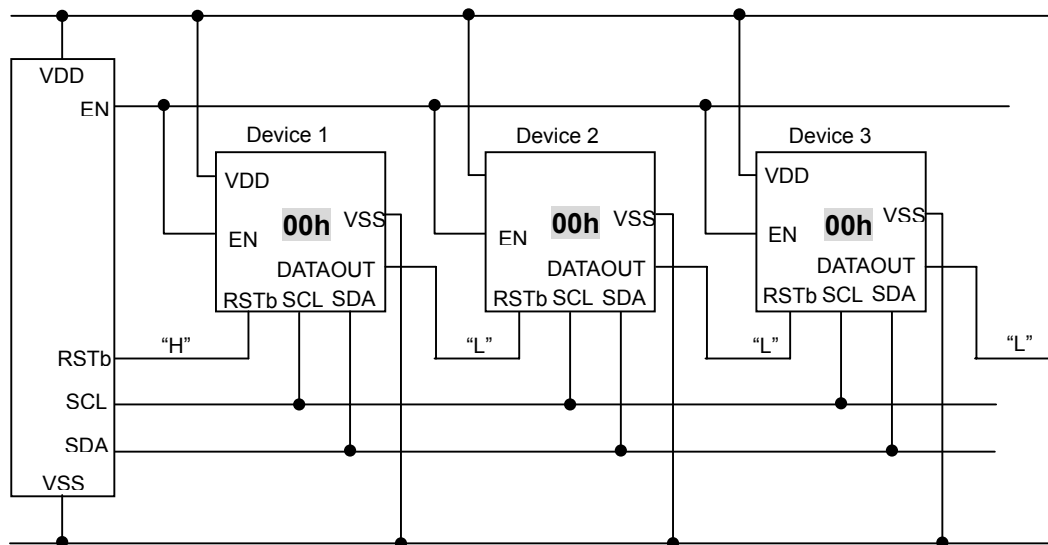 VDD
EN
Device 1
Device 2
Device 3
VDD
VDD
00h
VSS
00h
VSS
00h
VSS
EN
EN
EN
DATAOUT
DATAOUT
DATAOUT
RSTb SCL SDA
RSTb SCL SDA
RSTb SCL SDA
RSTb
“H”
“L”
“L”
“L”
SCL
SDA
VSS